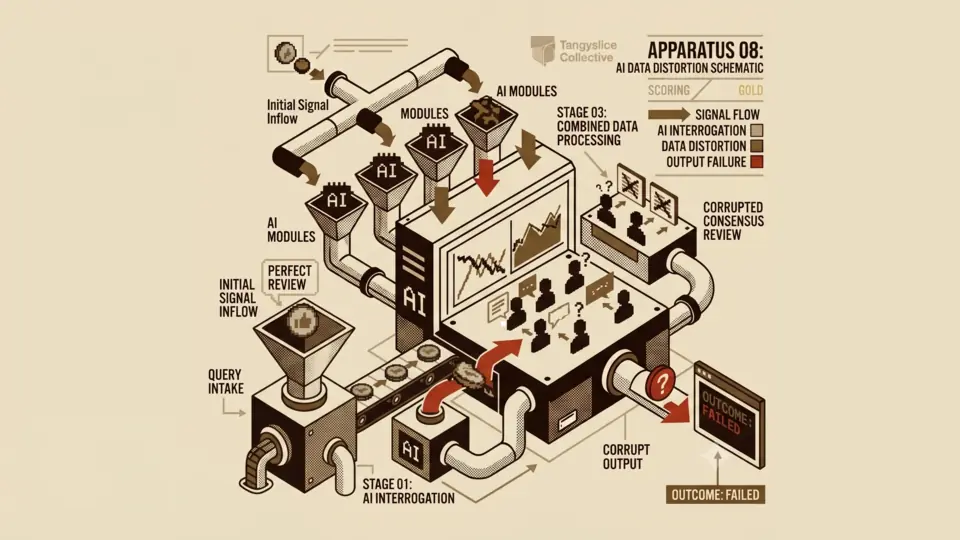 Tangyslice
Collective
APPARATUS 08:
AI DATA DISTORTION SCHEMATIC
SCORING
GOLD
SIGNAL FLOW
AI INTERROGATION
DATA DISTORTION
OUTPUT FAILURE
Initial Signal
Inflow
AI MODULES
MODULES
STAGE 03:
COMBINED DATA
PROCESSING
AI
AI
AI
AI
MODULES
??
CORRUPTED
CONSENSUS
REVIEW
INITIAL
SIGNAL
INFLOW
PERFECT
REVIEW
AI
?
?
QUERY
INTAKE
?
OUTCOME:
FAILED
AI
CORRUPT
OUTPUT
STAGE 01:
AI INTERROGATION
OUTCOME: FAILED